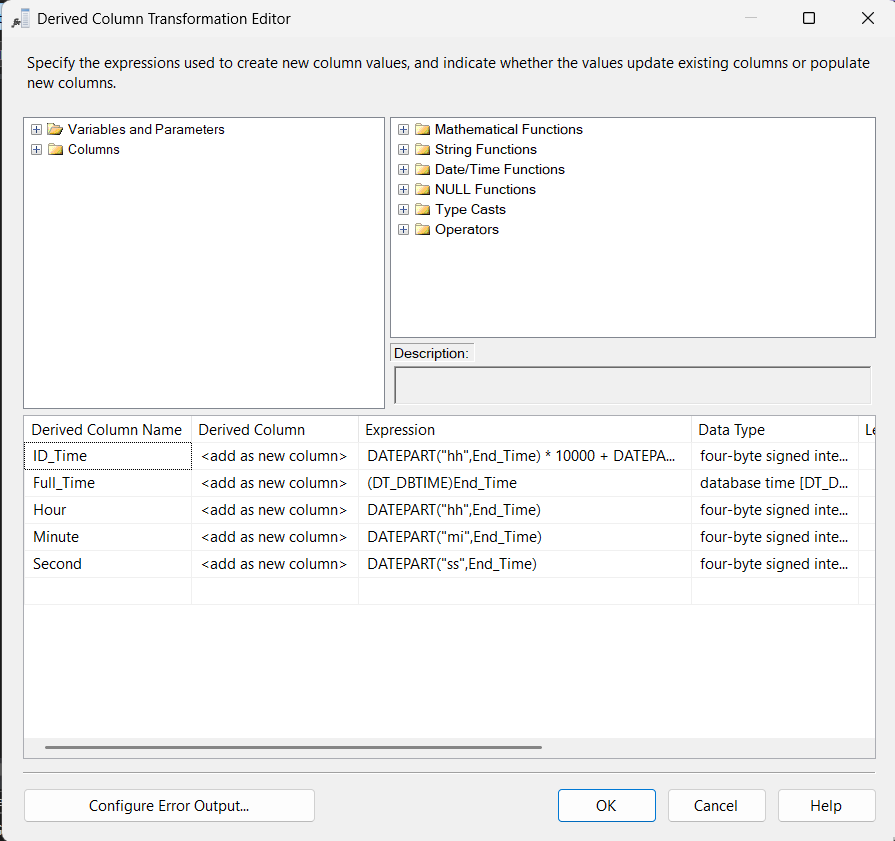 Derived Column Transformation Editor
Specify the expressions used to create new column values, and indicate whether the values update existing columns or populate
new columns.
Variables and Parameters
Columns
Mathematical Functions
String Functions
Date/Time Functions
NULL Functions
Type Casts
Operators
Description:
Derived Column Name Derived Column Expression Data Type Le
ID_Time <add as new column> DATEPART("hh",End_Time) * 10000 + DATEPA... four-byte signed inte...
Full_Time <add as new column> (DT_DBTIME)End_Time database time [DT_D...
Hour <add as new column> DATEPART("hh",End_Time) four-byte signed inte...
Minute <add as new column> DATEPART("mi",End_Time) four-byte signed inte...
Second <add as new column> DATEPART("ss",End_Time) four-byte signed inte...
Configure Error Output... OK Cancel Help